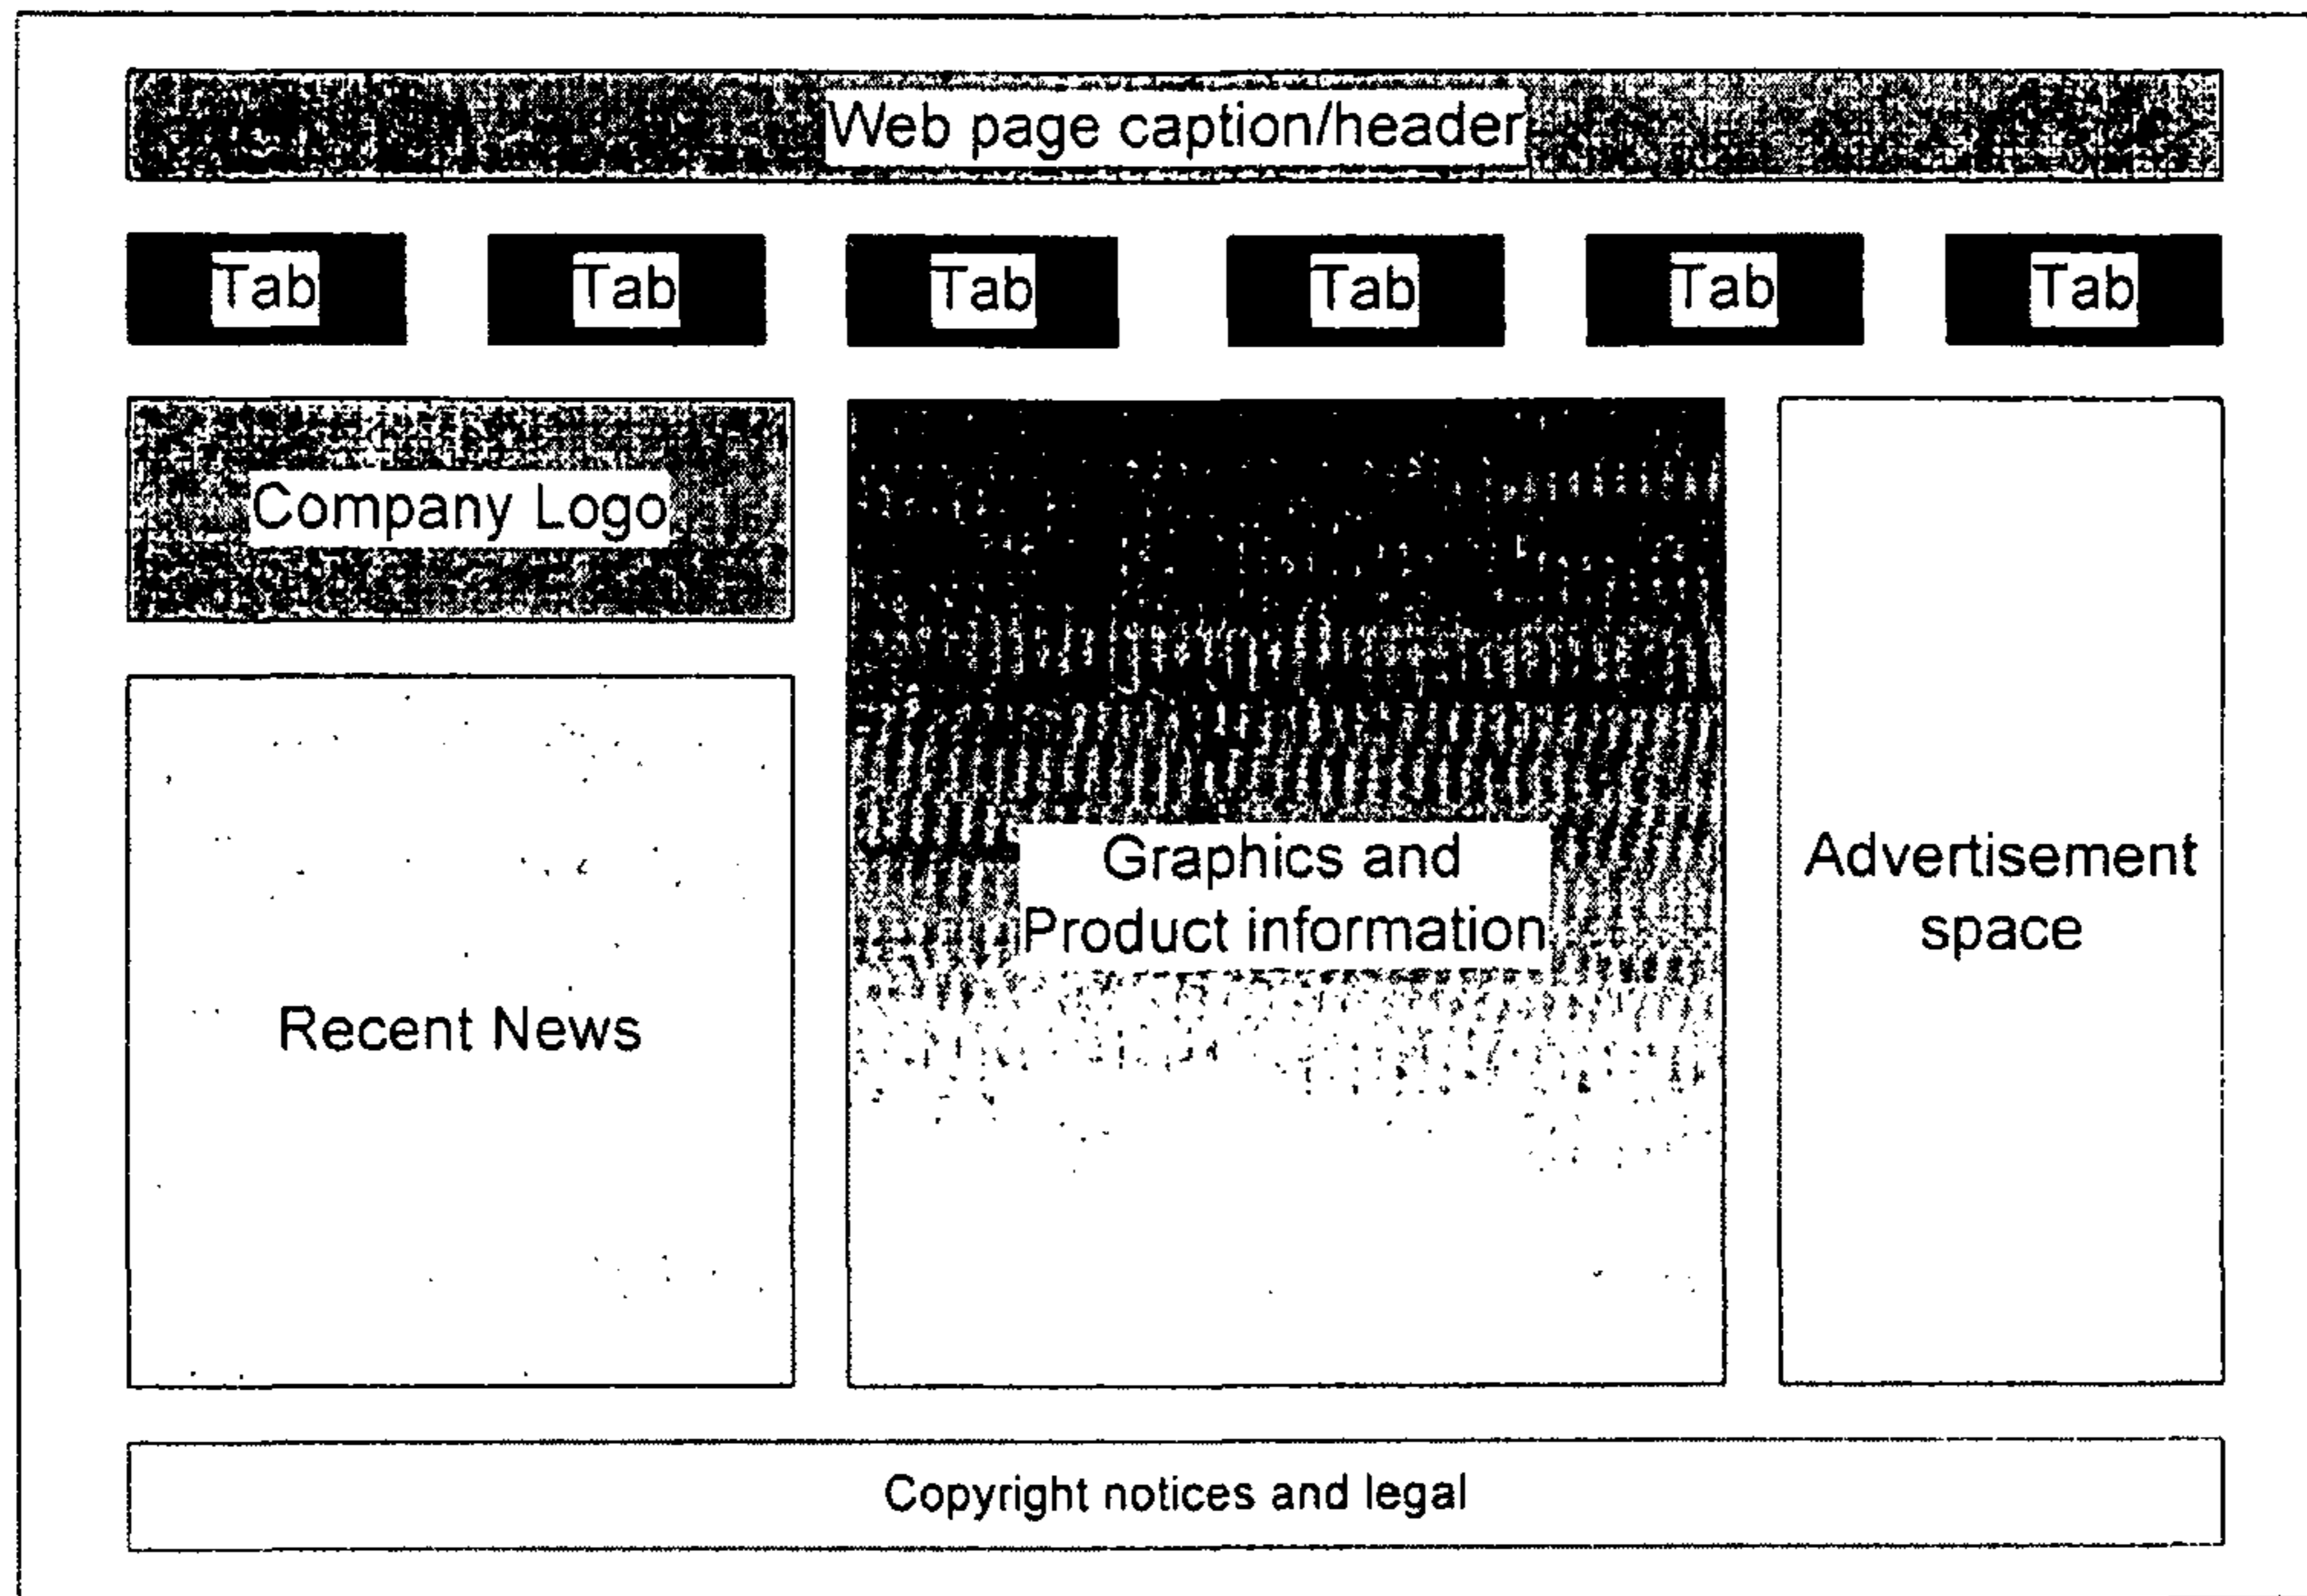 Web page caption/header
Tab Tab Tab Tab Tab Tab
Company Logo
Recent News
Graphics and
Product information
Advertisement
space
Copyright notices and legal